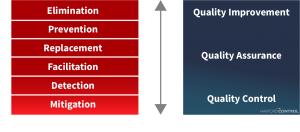 Elimination
Prevention
Replacement
Facilitation
Detection
Mitigation
Quality Improvement
Quality Assurance
Quality Control